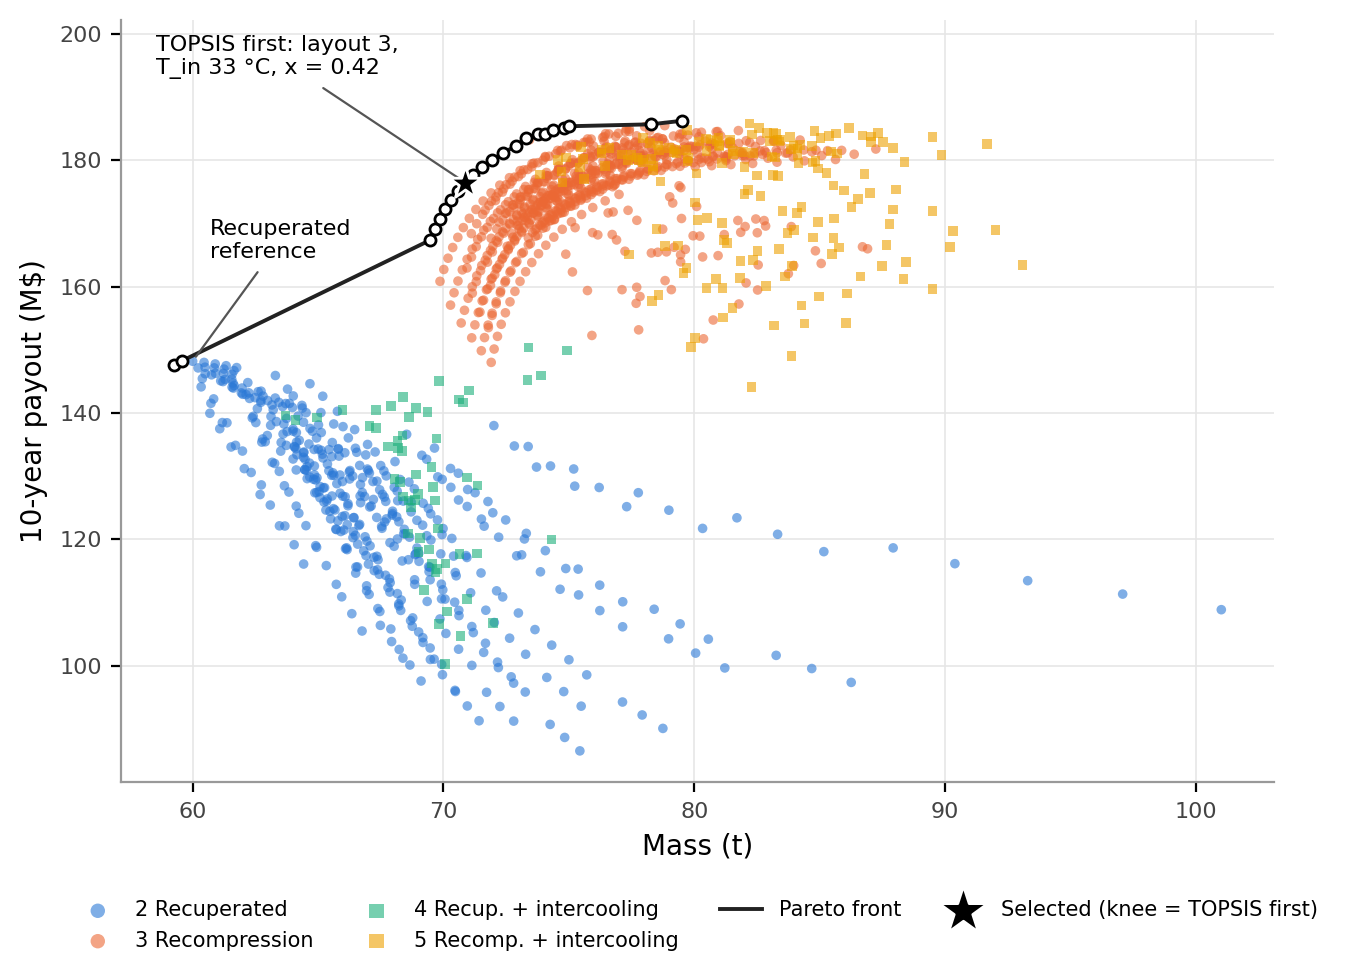 200
180
160
140
120
100
10-year payout (M$)
TOPSIS first: layout 3,
T_in 33 °C, x = 0.42
Recuperated
reference
60
70
80
90
100
Mass (t)
2 Recuperated
3 Recompression
4 Recup. + intercooling
5 Recomp. + intercooling
Pareto front
Selected (knee = TOPSIS first)